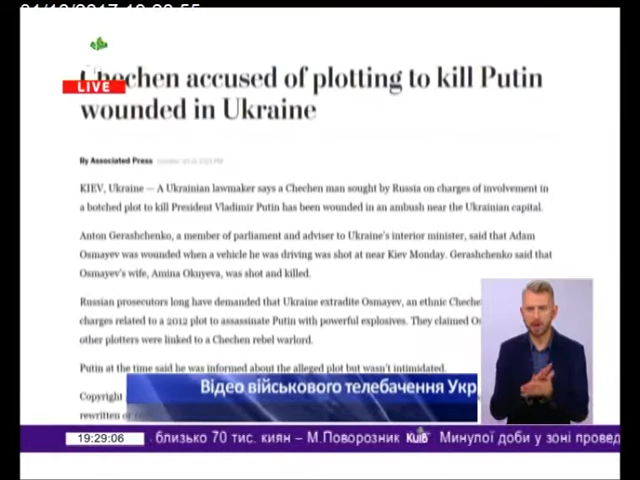 Chechen accused of plotting to kill Putin
LIVE
wounded in Ukraine
By Associated Press
KIEV, Ukraine — A Ukrainian lawmaker says a Chechen man sought by Russia on charges of involvement in
a botched plot to kill President Vladimir Putin has been wounded in an ambush near the Ukrainian capital.
Anton Gerashchenko, a member of parliament and adviser to Ukraine's interior minister, said that Adam
Osmayev was wounded when a vehicle he was driving was shot at near Kiev Monday. Gerashchenko said that
Osmayev's wife, Amina Okuyeva, was shot and killed.
Russian prosecutors long have demanded that Ukraine extradite Osmayev, an ethnic Cheche
charges related to a 2012 plot to assassinate Putin with powerful explosives. They claimed Os
other plotters were linked to a Chechen rebel warlord.
Putin at the time said he was informed about the alleged plot but wasn't intimidated.
Copyright
rewritten or
Відео військового телебачення Укр
19:29:06 близько 70 тис. киян – М.Поворозник Київ Минулої доби у зоні провед